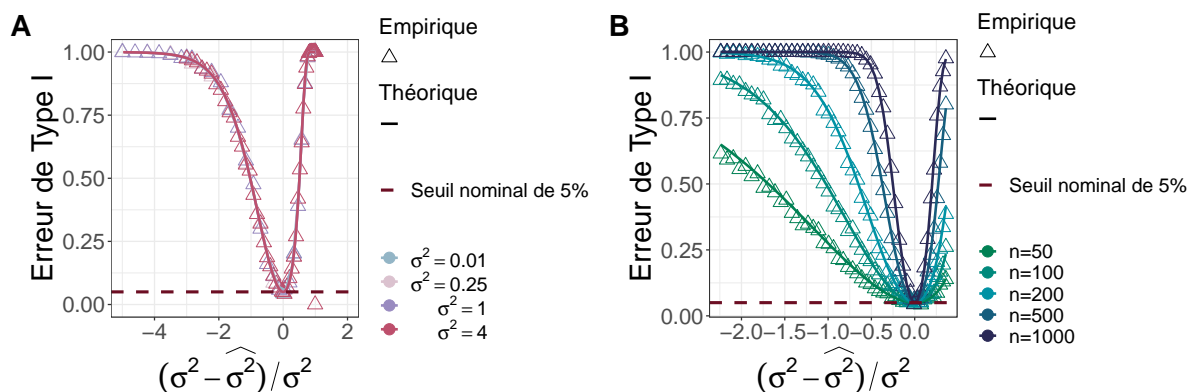 A
Erreur de Type I
1.00
0.75
0.50
0.25
0.00
−4
−2
0
2
(σ² − σ̂²)/σ²
Empirique
Théorique
Seuil nominal de 5%
σ² = 0.01
σ² = 0.25
σ² = 1
σ² = 4
B
Erreur de Type I
1.00
0.75
0.50
0.25
0.00
−2.0
−1.5
−1.0
−0.5
0.0
(σ² − σ̂²)/σ²
Empirique
Théorique
Seuil nominal de 5%
n=50
n=100
n=200
n=500
n=1000